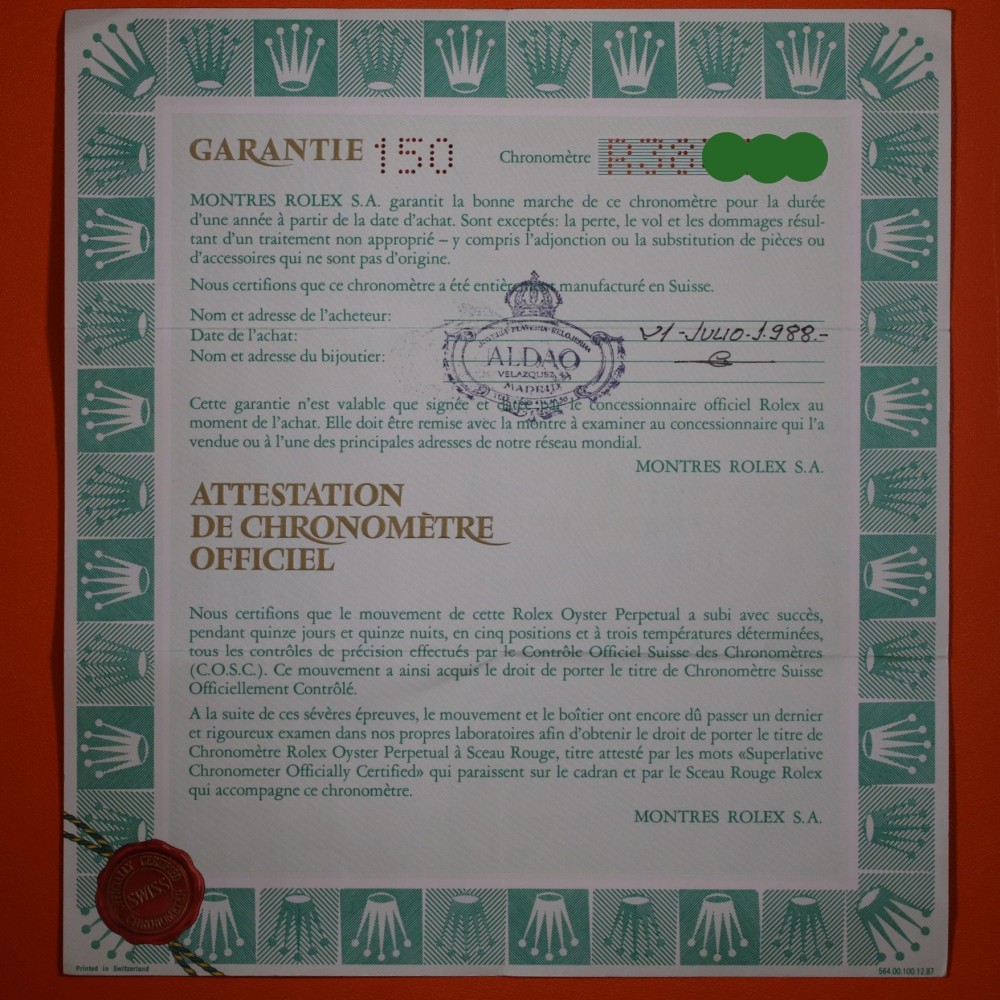 GARANTIE 150 Chronomètre R38
MONTRES ROLEX S.A. garantit la bonne marche de ce chronomètre pour la durée
d'une année à partir de la date d'achat. Sont exceptés: la perte, le vol et les dommages résul-
tant d'un traitement non approprié – y compris l'adjonction ou la substitution de pièces ou
d'accessoires qui ne sont pas d'origine.
Nous certifions que ce chronomètre a été entièrement manufacturé en Suisse.
Nom et adresse de l'acheteur:
Date de l'achat: 21-JULIO-1.988.-
Nom et adresse du bijoutier:
JOYERIA PLATERIA RELOJERIA
ALDAO
VELAZQUEZ
MADRID
Cette garantie n'est valable que signée et datée par le concessionnaire officiel Rolex au
moment de l'achat. Elle doit être remise avec la montre à examiner au concessionnaire qui l'a
vendue ou à l'une des principales adresses de notre réseau mondial.
MONTRES ROLEX S.A.
ATTESTATION
DE CHRONOMÈTRE
OFFICIEL
Nous certifions que le mouvement de cette Rolex Oyster Perpetual a subi avec succès,
pendant quinze jours et quinze nuits, en cinq positions et à trois températures déterminées,
tous les contrôles de précision effectués par le Contrôle Officiel Suisse des Chronomètres
(C.O.S.C.). Ce mouvement a ainsi acquis le droit de porter le titre de Chronomètre Suisse
Officiellement Contrôlé.
A la suite de ces sévères épreuves, le mouvement et le boîtier ont encore dû passer un dernier
et rigoureux examen dans nos propres laboratoires afin d'obtenir le droit de porter le titre de
Chronomètre Rolex Oyster Perpetual à Sceau Rouge, titre attesté par les mots «Superlative
Chronometer Officially Certified» qui paraissent sur le cadran et par le Sceau Rouge Rolex
qui accompagne ce chronomètre.
MONTRES ROLEX S.A.
OFFICIALLY CERTIFIED
SWISS
CHRONOMETER
Printed in Switzerland
564.00.100.12.87